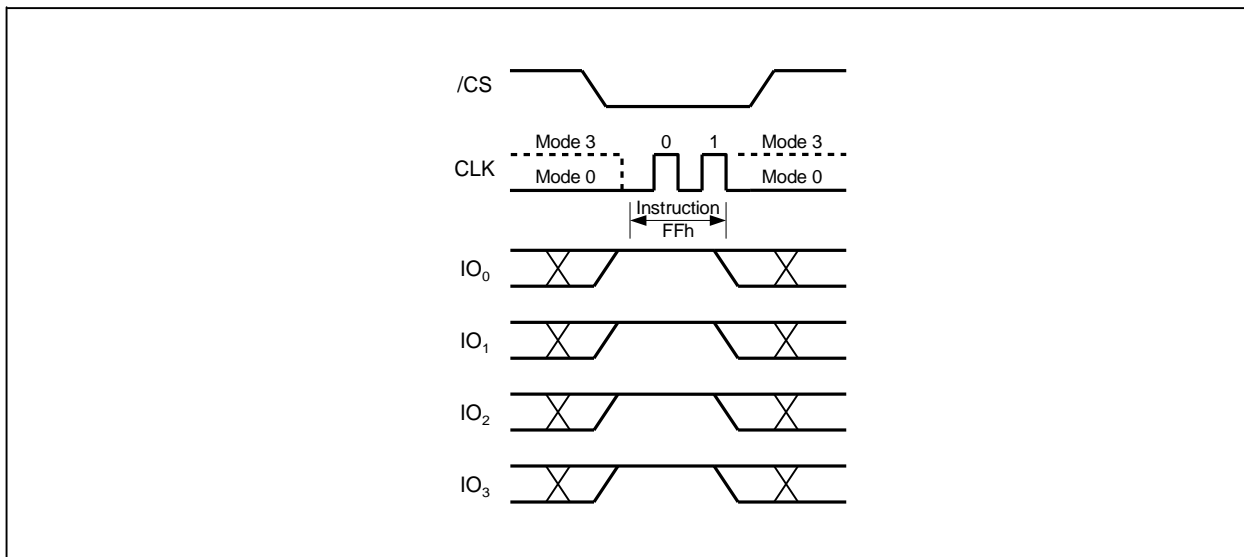 /CS
Mode 3 0 1 Mode 3
CLK
Mode 0 Mode 0
Instruction
FFh
IO₀
IO₁
IO₂
IO₃